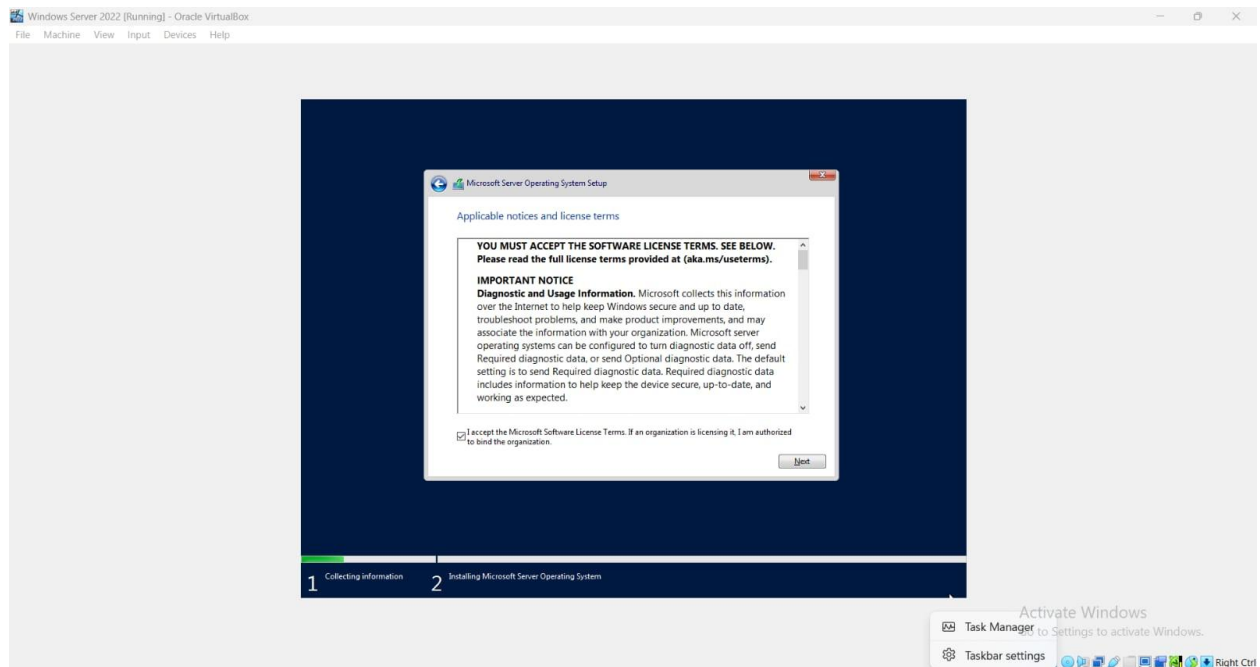 Windows Server 2022 [Running] - Oracle VirtualBox
File Machine View Input Devices Help
Microsoft Server Operating System Setup
Applicable notices and license terms
YOU MUST ACCEPT THE SOFTWARE LICENSE TERMS. SEE BELOW.
Please read the full license terms provided at (aka.ms/useterms).
IMPORTANT NOTICE
Diagnostic and Usage Information. Microsoft collects this information
over the Internet to help keep Windows secure and up to date,
troubleshoot problems, and make product improvements, and may
associate the information with your organization. Microsoft server
operating systems can be configured to turn diagnostic data off, send
Required diagnostic data, or send Optional diagnostic data. The default
setting is to send Required diagnostic data. Required diagnostic data
includes information to help keep the device secure, up-to-date, and
working as expected.
I accept the Microsoft Software License Terms. If an organization is licensing it, I am authorized
to bind the organization.
Next
1 Collecting information 2 Installing Microsoft Server Operating System
Activate Windows
to Settings to activate Windows.
Task Manager
Taskbar settings
Right Ctrl